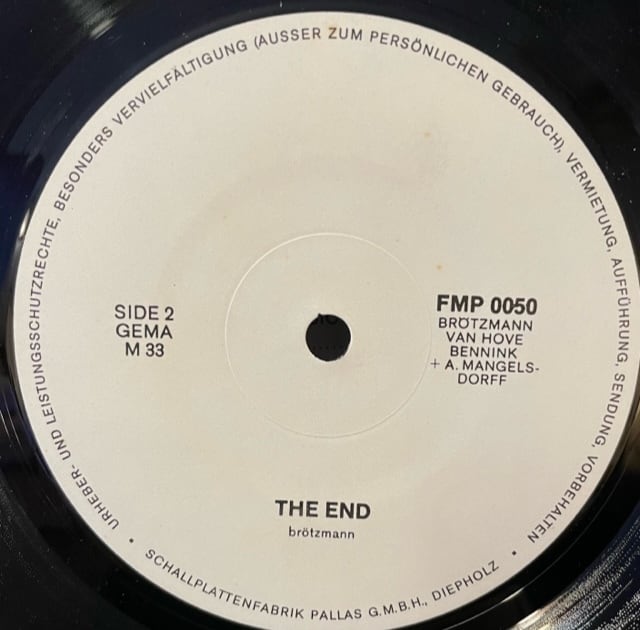 URHEBER- UND LEISTUNGSSCHUTZRECHTE, BESONDERS VERVIELFÄLTIGUNG (AUSSER ZUM PERSÖNLICHEN GEBRAUCH), VERMIETUNG, AUFFÜHRUNG, SENDUNG, VORBEHALTEN
SIDE 2
GEMA
M 33
FMP 0050
BRÖTZMANN
VAN HOVE
BENNINK
+ A. MANGELS-
DORFF
THE END
brötzmann
• SCHALLPLATTENFABRIK PALLAS G.M.B.H., DIEPHOLZ •